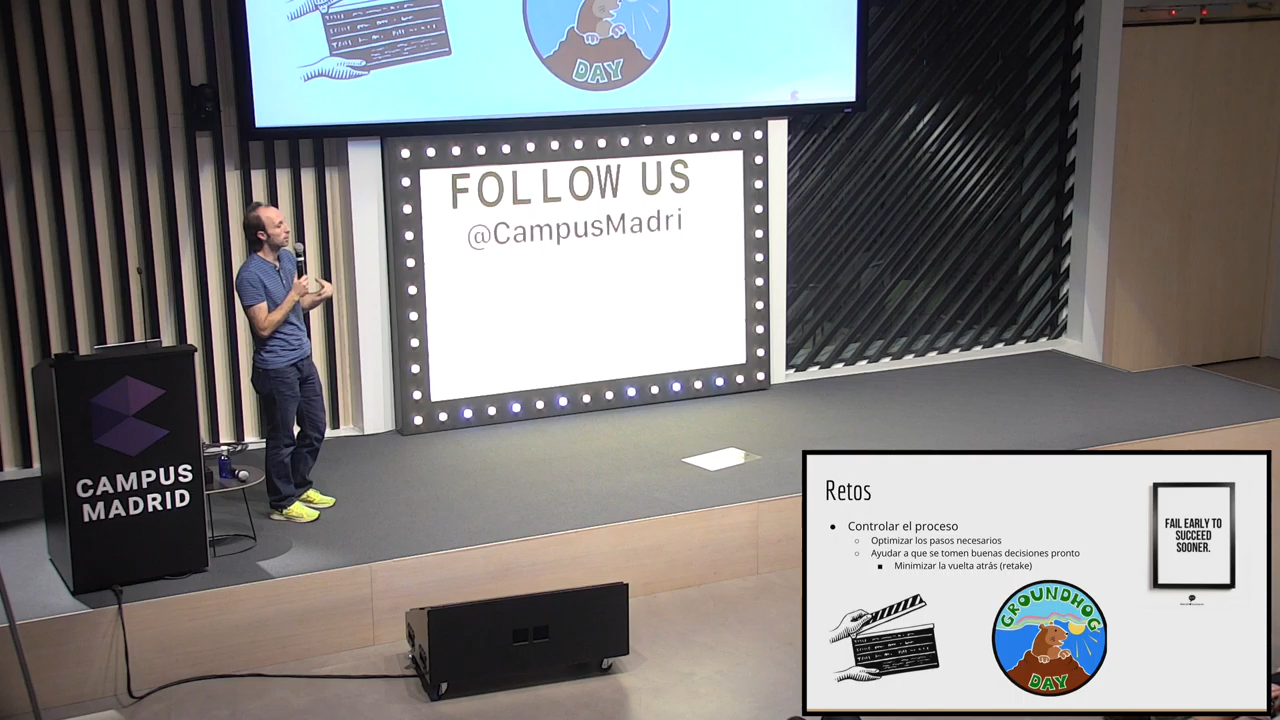 DAY
FOLLOW US
@CampusMadri
CAMPUS
MADRID
Retos
Controlar el proceso
Optimizar los pasos necesarios
Ayudar a que se tomen buenas decisiones pronto
Minimizar la vuelta atrás (retake)
FAIL EARLY TO
SUCCEED
SOONER.
GROUNDHOG
DAY